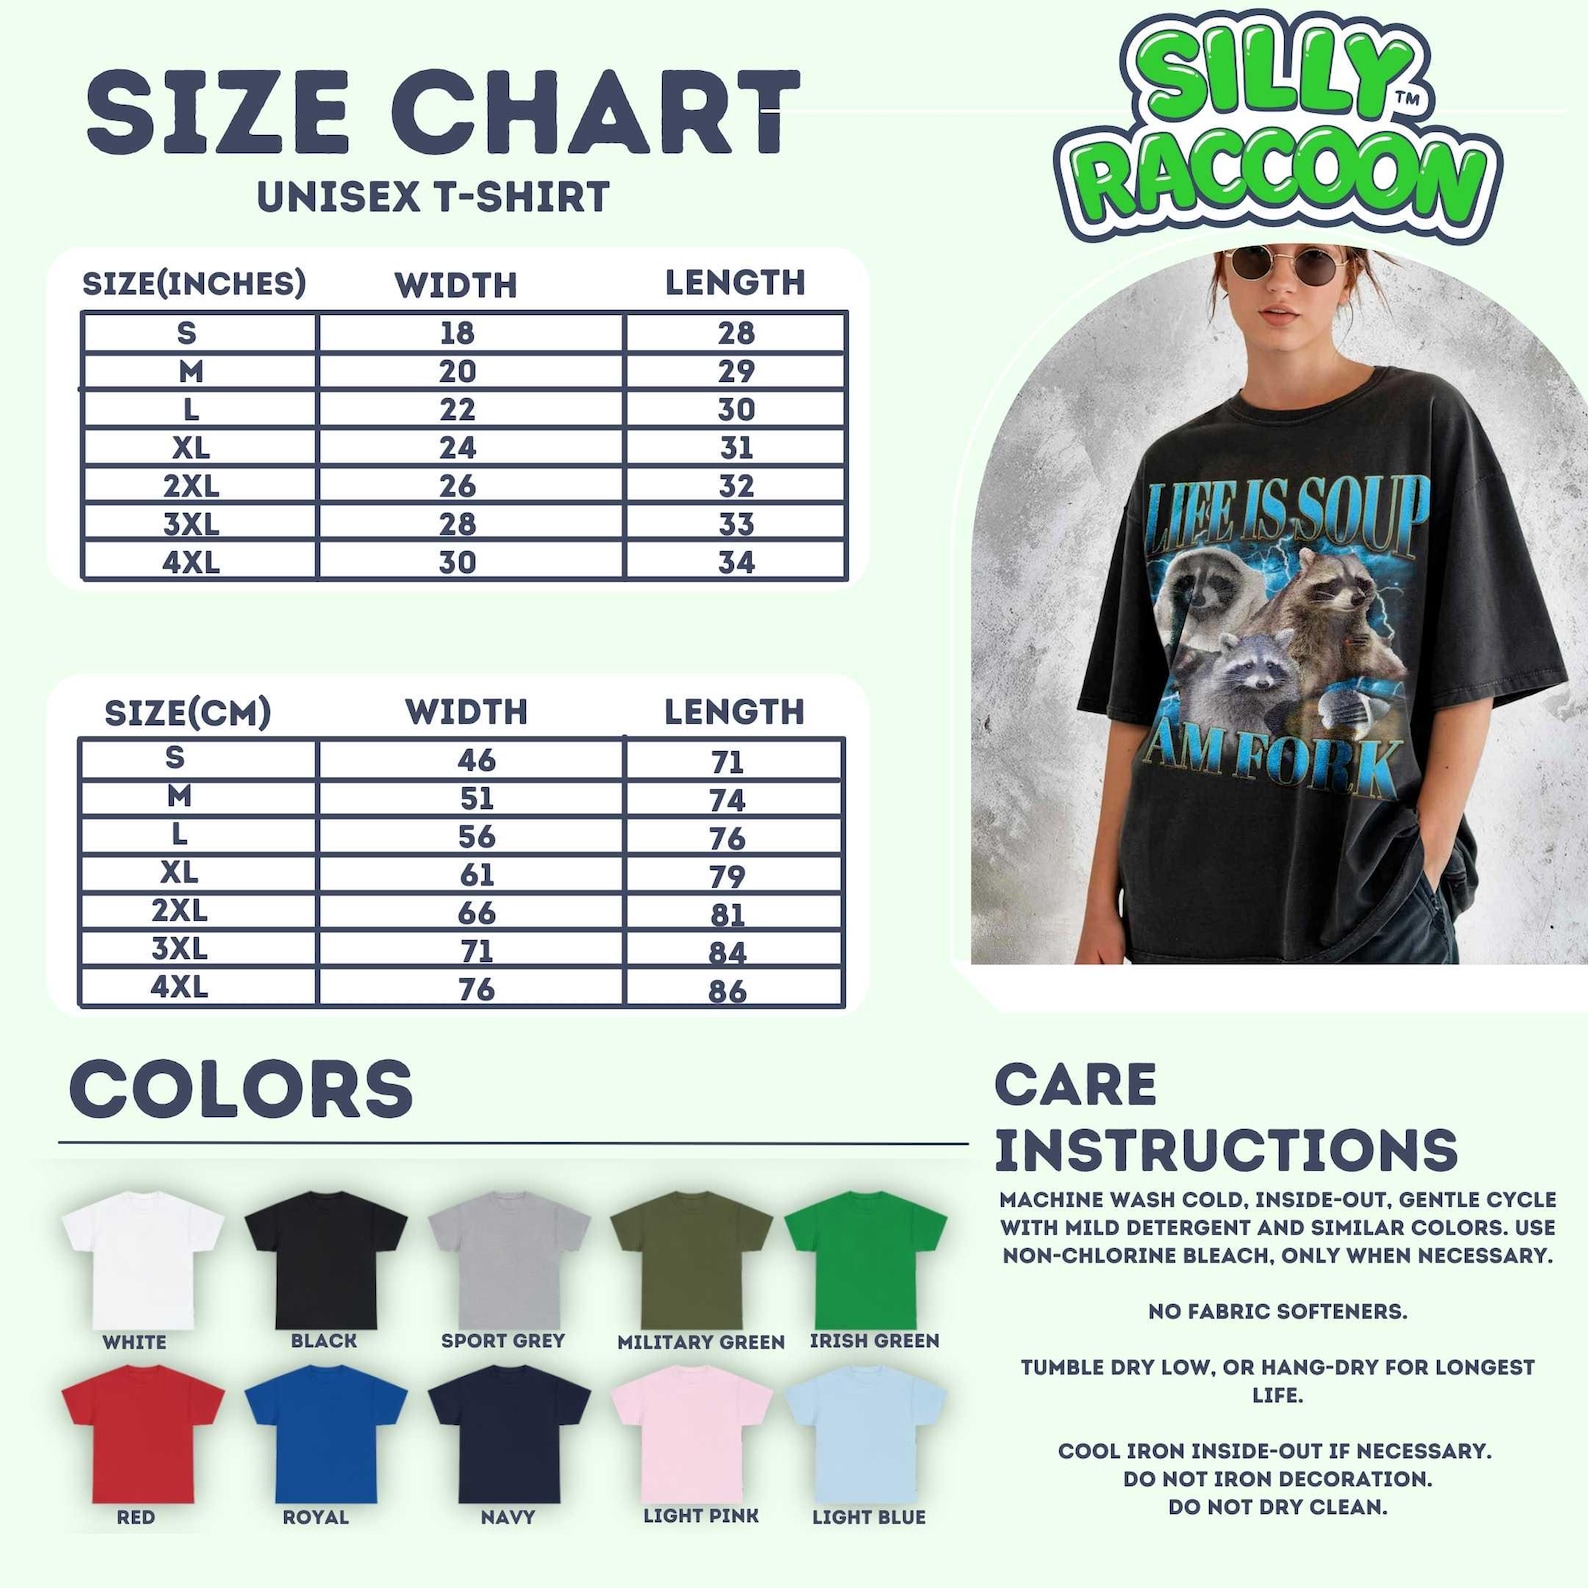 SIZE CHART
UNISEX T-SHIRT
SILLY
TM
RACCOON
SIZE(INCHES) WIDTH LENGTH
S 18 28
M 20 29
L 22 30
XL 24 31
2XL 26 32
3XL 28 33
4XL 30 34
LIFE IS SOUP
AM FORK
SIZE(CM) WIDTH LENGTH
S 46 71
M 51 74
L 56 76
XL 61 79
2XL 66 81
3XL 71 84
4XL 76 86
COLORS
WHITE BLACK SPORT GREY MILITARY GREEN IRISH GREEN
RED ROYAL NAVY LIGHT PINK LIGHT BLUE
CARE
INSTRUCTIONS
MACHINE WASH COLD, INSIDE-OUT, GENTLE CYCLE
WITH MILD DETERGENT AND SIMILAR COLORS. USE
NON-CHLORINE BLEACH, ONLY WHEN NECESSARY.
NO FABRIC SOFTENERS.
TUMBLE DRY LOW, OR HANG-DRY FOR LONGEST
LIFE.
COOL IRON INSIDE-OUT IF NECESSARY.
DO NOT IRON DECORATION.
DO NOT DRY CLEAN.